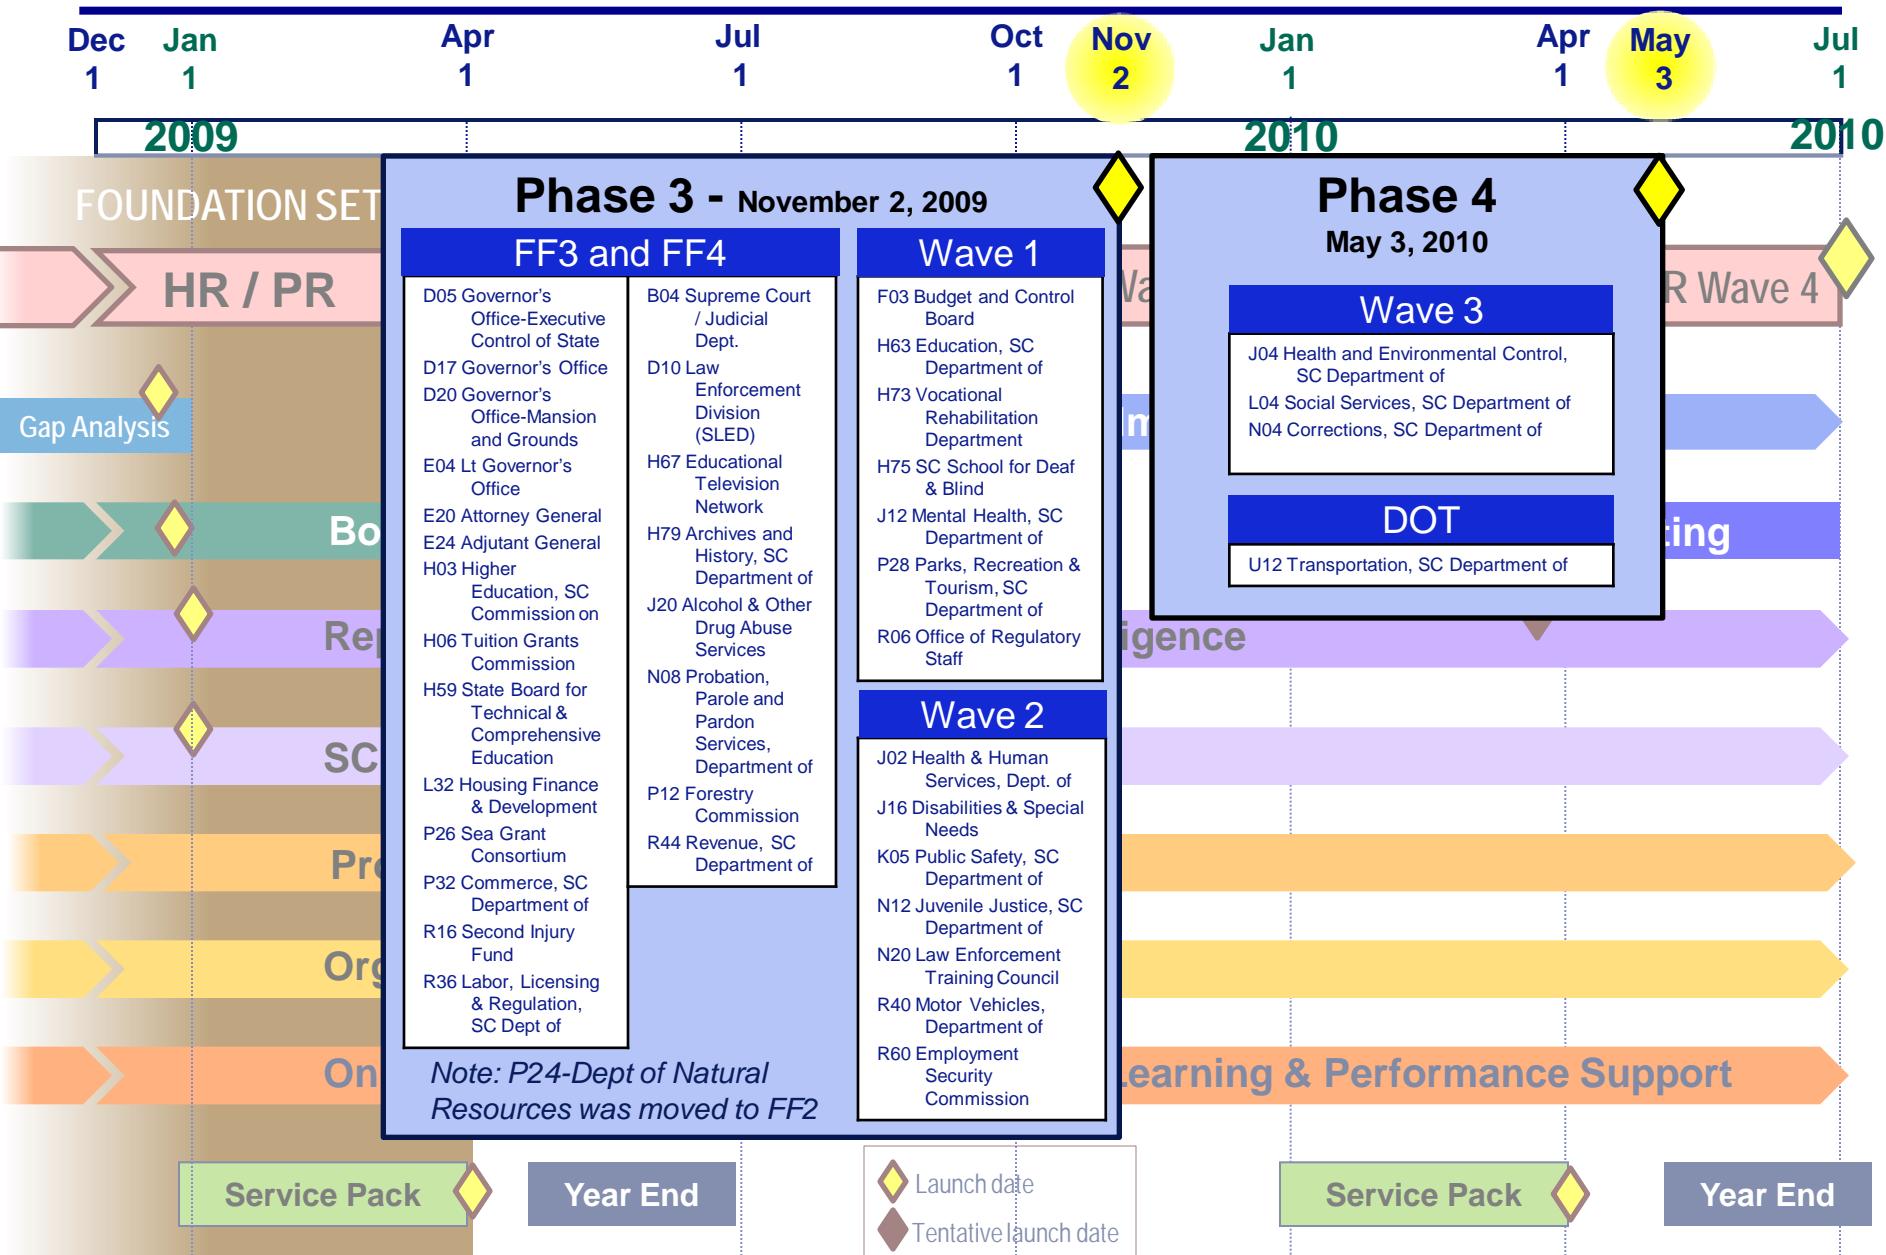 Dec Jan Apr Jul Oct Nov Jan Apr May Jul
1 1 1 1 1 2 1 1 3 1
2009 2010 2010
FOUNDATION SET
Phase 3 - November 2, 2009
FF3 and FF4
D05 Governor's
Office-Executive
Control of State
D17 Governor's Office
D20 Governor's
Office-Mansion
and Grounds
E04 Lt Governor's
Office
E20 Attorney General
E24 Adjutant General
H03 Higher
Education, SC
Commission on
H06 Tuition Grants
Commission
H59 State Board for
Technical &
Comprehensive
Education
L32 Housing Finance
& Development
P26 Sea Grant
Consortium
P32 Commerce, SC
Department of
R16 Second Injury
Fund
R36 Labor, Licensing
& Regulation,
SC Dept of
B04 Supreme Court
/ Judicial
Dept.
D10 Law
Enforcement
Division
(SLED)
H67 Educational
Television
Network
H79 Archives and
History, SC
Department of
J20 Alcohol & Other
Drug Abuse
Services
N08 Probation,
Parole and
Pardon
Services,
Department of
P12 Forestry
Commission
R44 Revenue, SC
Department of
Note: P24-Dept of Natural
Resources was moved to FF2
Wave 1
F03 Budget and Control
Board
H63 Education, SC
Department of
H73 Vocational
Rehabilitation
Department
H75 SC School for Deaf
& Blind
J12 Mental Health, SC
Department of
P28 Parks, Recreation &
Tourism, SC
Department of
R06 Office of Regulatory
Staff
Wave 2
J02 Health & Human
Services, Dept. of
J16 Disabilities & Special
Needs
K05 Public Safety, SC
Department of
N12 Juvenile Justice, SC
Department of
N20 Law Enforcement
Training Council
R40 Motor Vehicles,
Department of
R60 Employment
Security
Commission
Phase 4
May 3, 2010
Wave 3
J04 Health and Environmental Control,
SC Department of
L04 Social Services, SC Department of
N04 Corrections, SC Department of
DOT
U12 Transportation, SC Department of
HR / PR Wa R Wave 4
Gap Analysis Im
Bo ting
Rep igence
SC
Pro
Org
On Learning & Performance Support
Service Pack Year End Service Pack Year End
Launch date
Tentative launch date